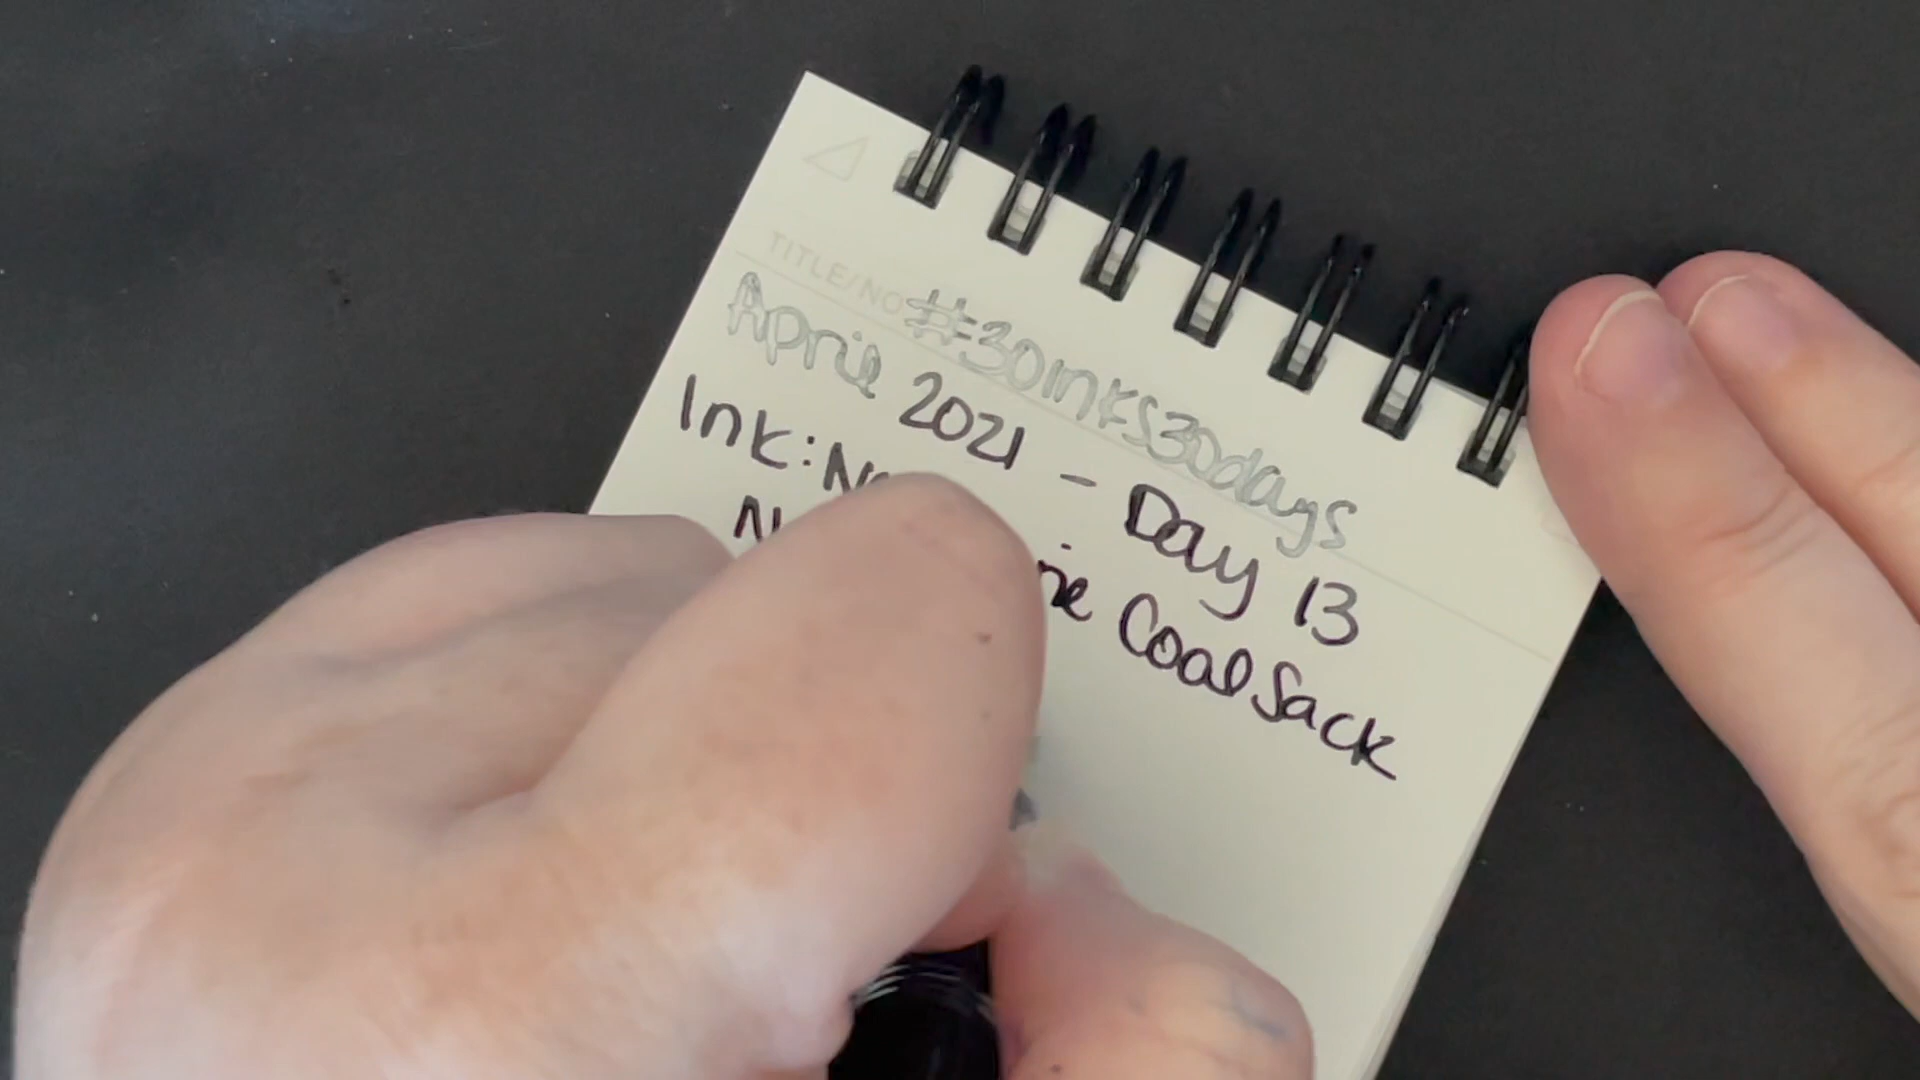 TITLE/NO
#30inks30days
April 2021 - Day 13
Ink:
Coal Sack